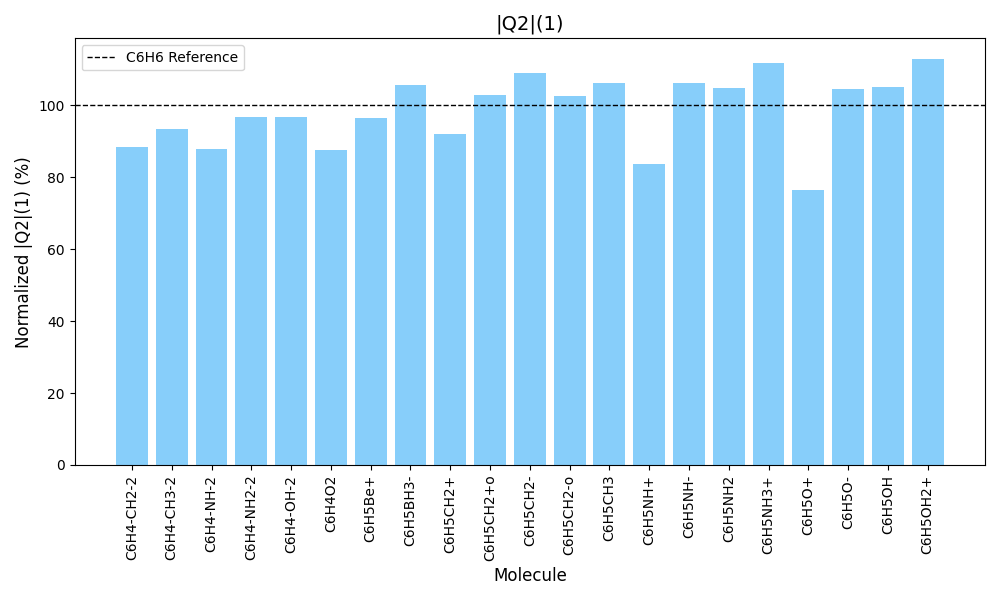 |Q2|(1)
C6H6 Reference
Normalized |Q2|(1) (%)
100
80
60
40
20
0
C6H4-CH2-2
C6H4-CH3-2
C6H4-NH-2
C6H4-NH2-2
C6H4-OH-2
C6H4O2
C6H5Be+
C6H5BH3-
C6H5CH2+
C6H5CH2+o
C6H5CH2-
C6H5CH2-o
C6H5CH3
C6H5NH+
C6H5NH-
C6H5NH2
C6H5NH3+
C6H5O+
C6H5O-
C6H5OH
C6H5OH2+
Molecule